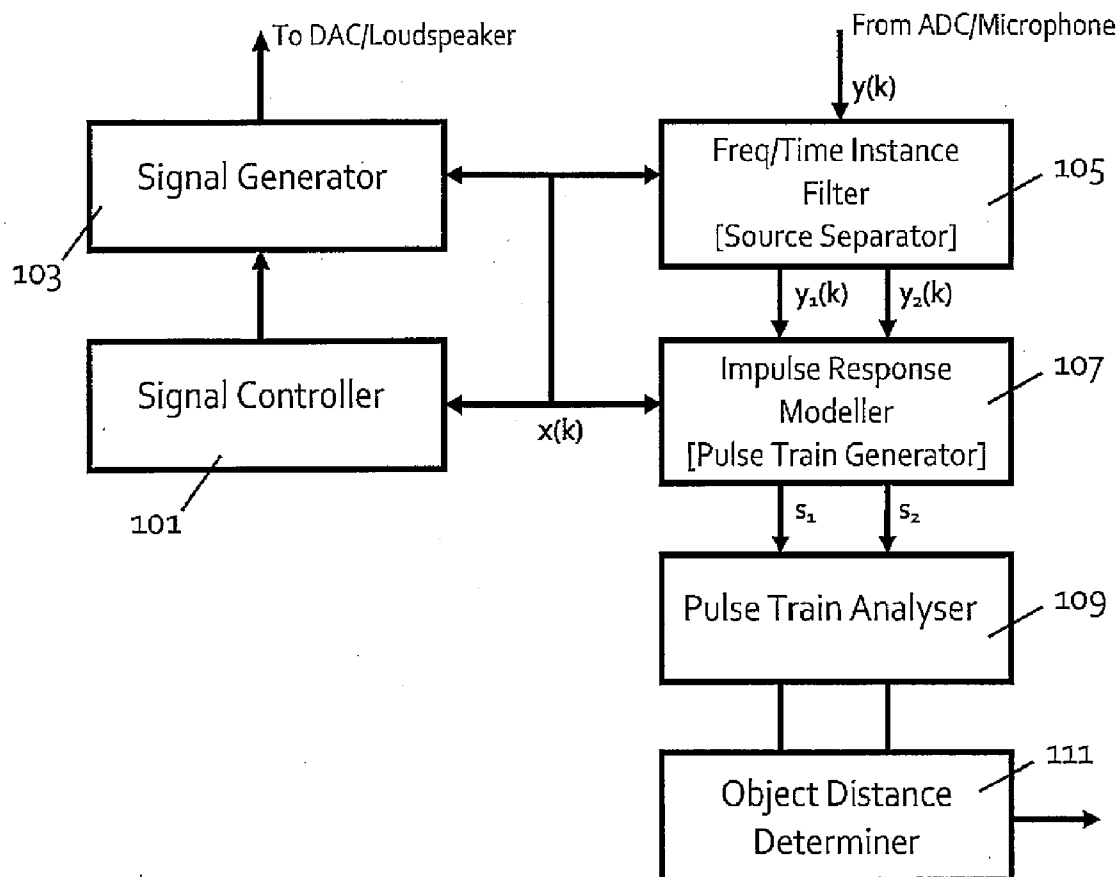 To DAC/Loudspeaker
From ADC/Microphone
y(k)
Signal Generator
103
Freq/Time Instance
Filter
[Source Separator]
105
y₁(k)
y₂(k)
Signal Controller
101
x(k)
Impulse Response
Modeller
[Pulse Train Generator]
107
s₁
s₂
Pulse Train Analyser
109
Object Distance
Determiner
111